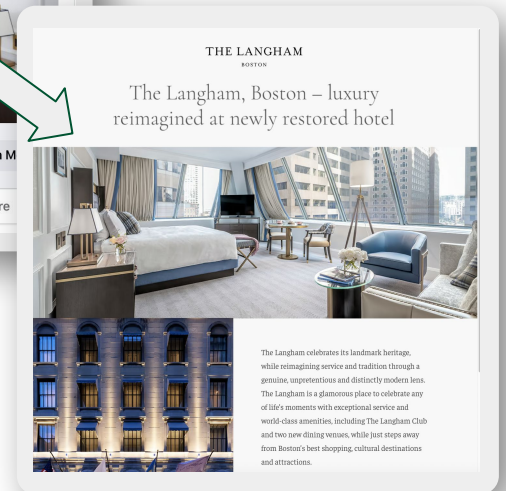 THE LANGHAM
BOSTON
The Langham, Boston – luxury
reimagined at newly restored hotel
The Langham celebrates its landmark heritage,
while reimagining service and tradition through a
genuine, unpretentious and distinctly modern lens.
The Langham is a glamorous place to celebrate any
of life's moments with exceptional service and
world-class amenities, including The Langham Club
and two new dining venues, while just steps away
from Boston's best shopping, cultural destinations
and attractions.